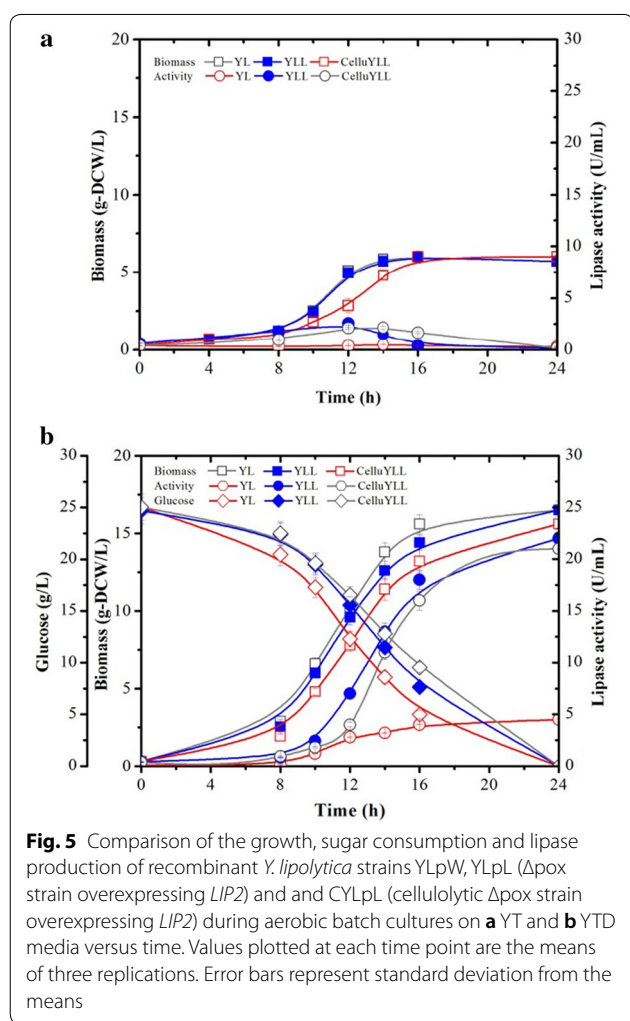 a
20
15
10
5
0
Biomass (g-DCW/L)
Biomass YL YLL CelluYLL
Activity YL YLL CelluYLL
30
25
20
15
10
5
0
Lipase activity (U/mL)
0 4 8 12 16 20 24
Time (h)
b
30
25
20
15
10
5
0
Glucose (g/L)
20
15
10
5
0
Biomass (g-DCW/L)
Biomass YL YLL CelluYLL
Activity YL YLL CelluYLL
Glucose YL YLL CelluYLL
30
25
20
15
10
5
0
Lipase activity (U/mL)
0 4 8 12 16 20 24
Time (h)
Fig. 5 Comparison of the growth, sugar consumption and lipase
production of recombinant Y. lipolytica strains YLpW, YLpL (Δpox
strain overexpressing LIP2) and and CYLpL (cellulolytic Δpox strain
overexpressing LIP2) during aerobic batch cultures on a YT and b YTD
media versus time. Values plotted at each time point are the means
of three replications. Error bars represent standard deviation from the
means